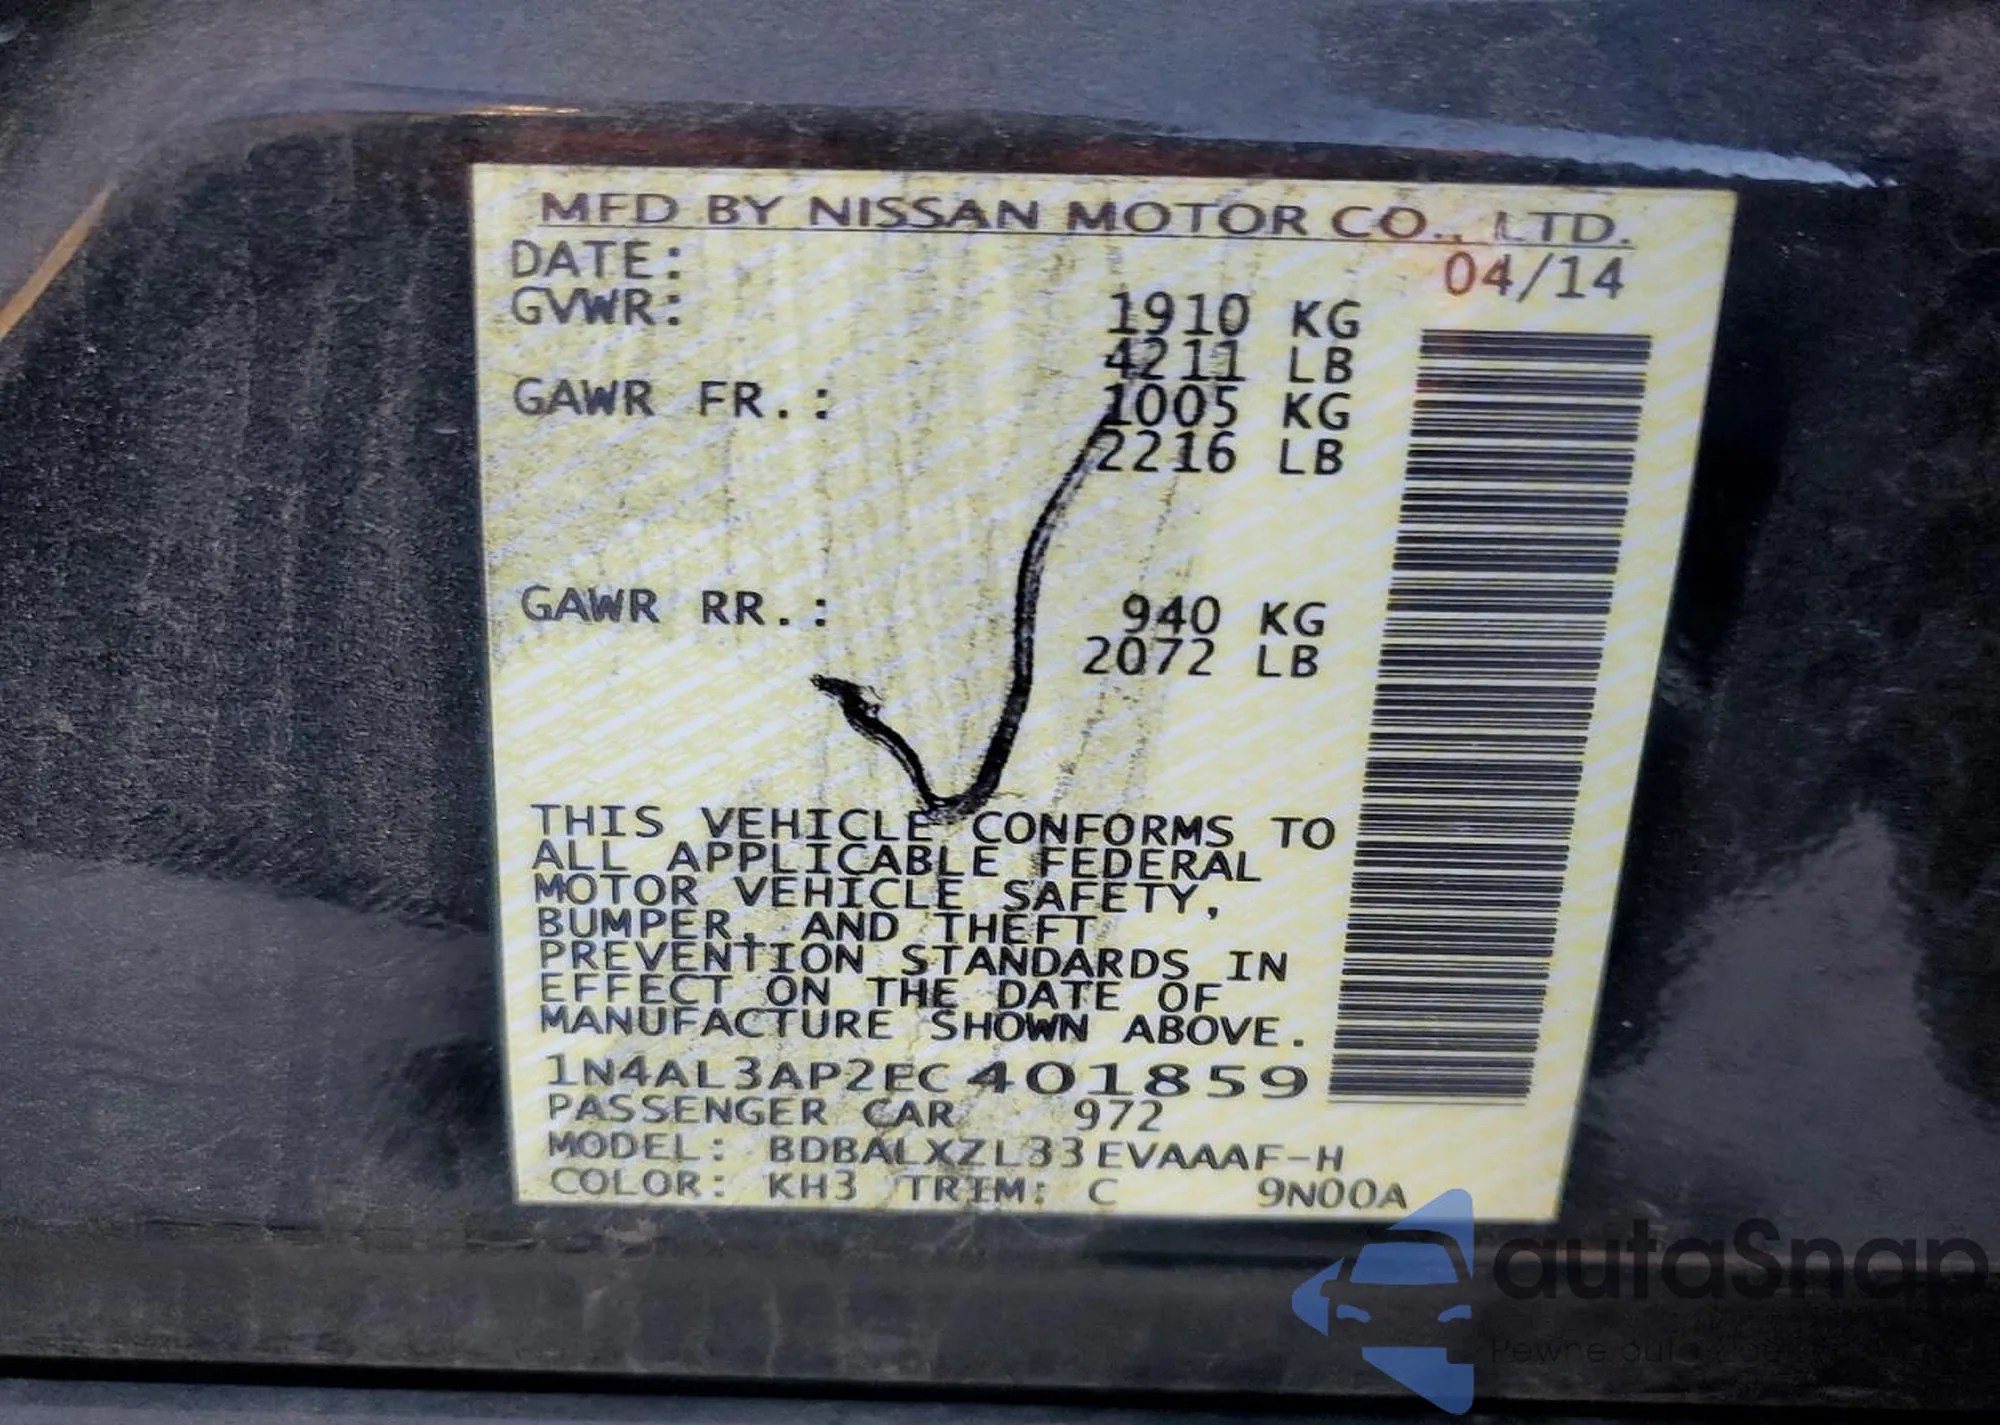 MFD BY NISSAN MOTOR CO., LTD.
DATE: 04/14
GVWR: 1910 KG
4211 LB
GAWR FR.: 1005 KG
2216 LB
GAWR RR.: 940 KG
2072 LB
THIS VEHICLE CONFORMS TO
ALL APPLICABLE FEDERAL
MOTOR VEHICLE SAFETY,
BUMPER, AND THEFT
PREVENTION STANDARDS IN
EFFECT ON THE DATE OF
MANUFACTURE SHOWN ABOVE.
1N4AL3AP2EC401859
PASSENGER CAR 972
MODEL: BDBALXZL33EVAAAF-H
COLOR: KH3 TRIM: C 9N00A
autaSnap
Pewne auto